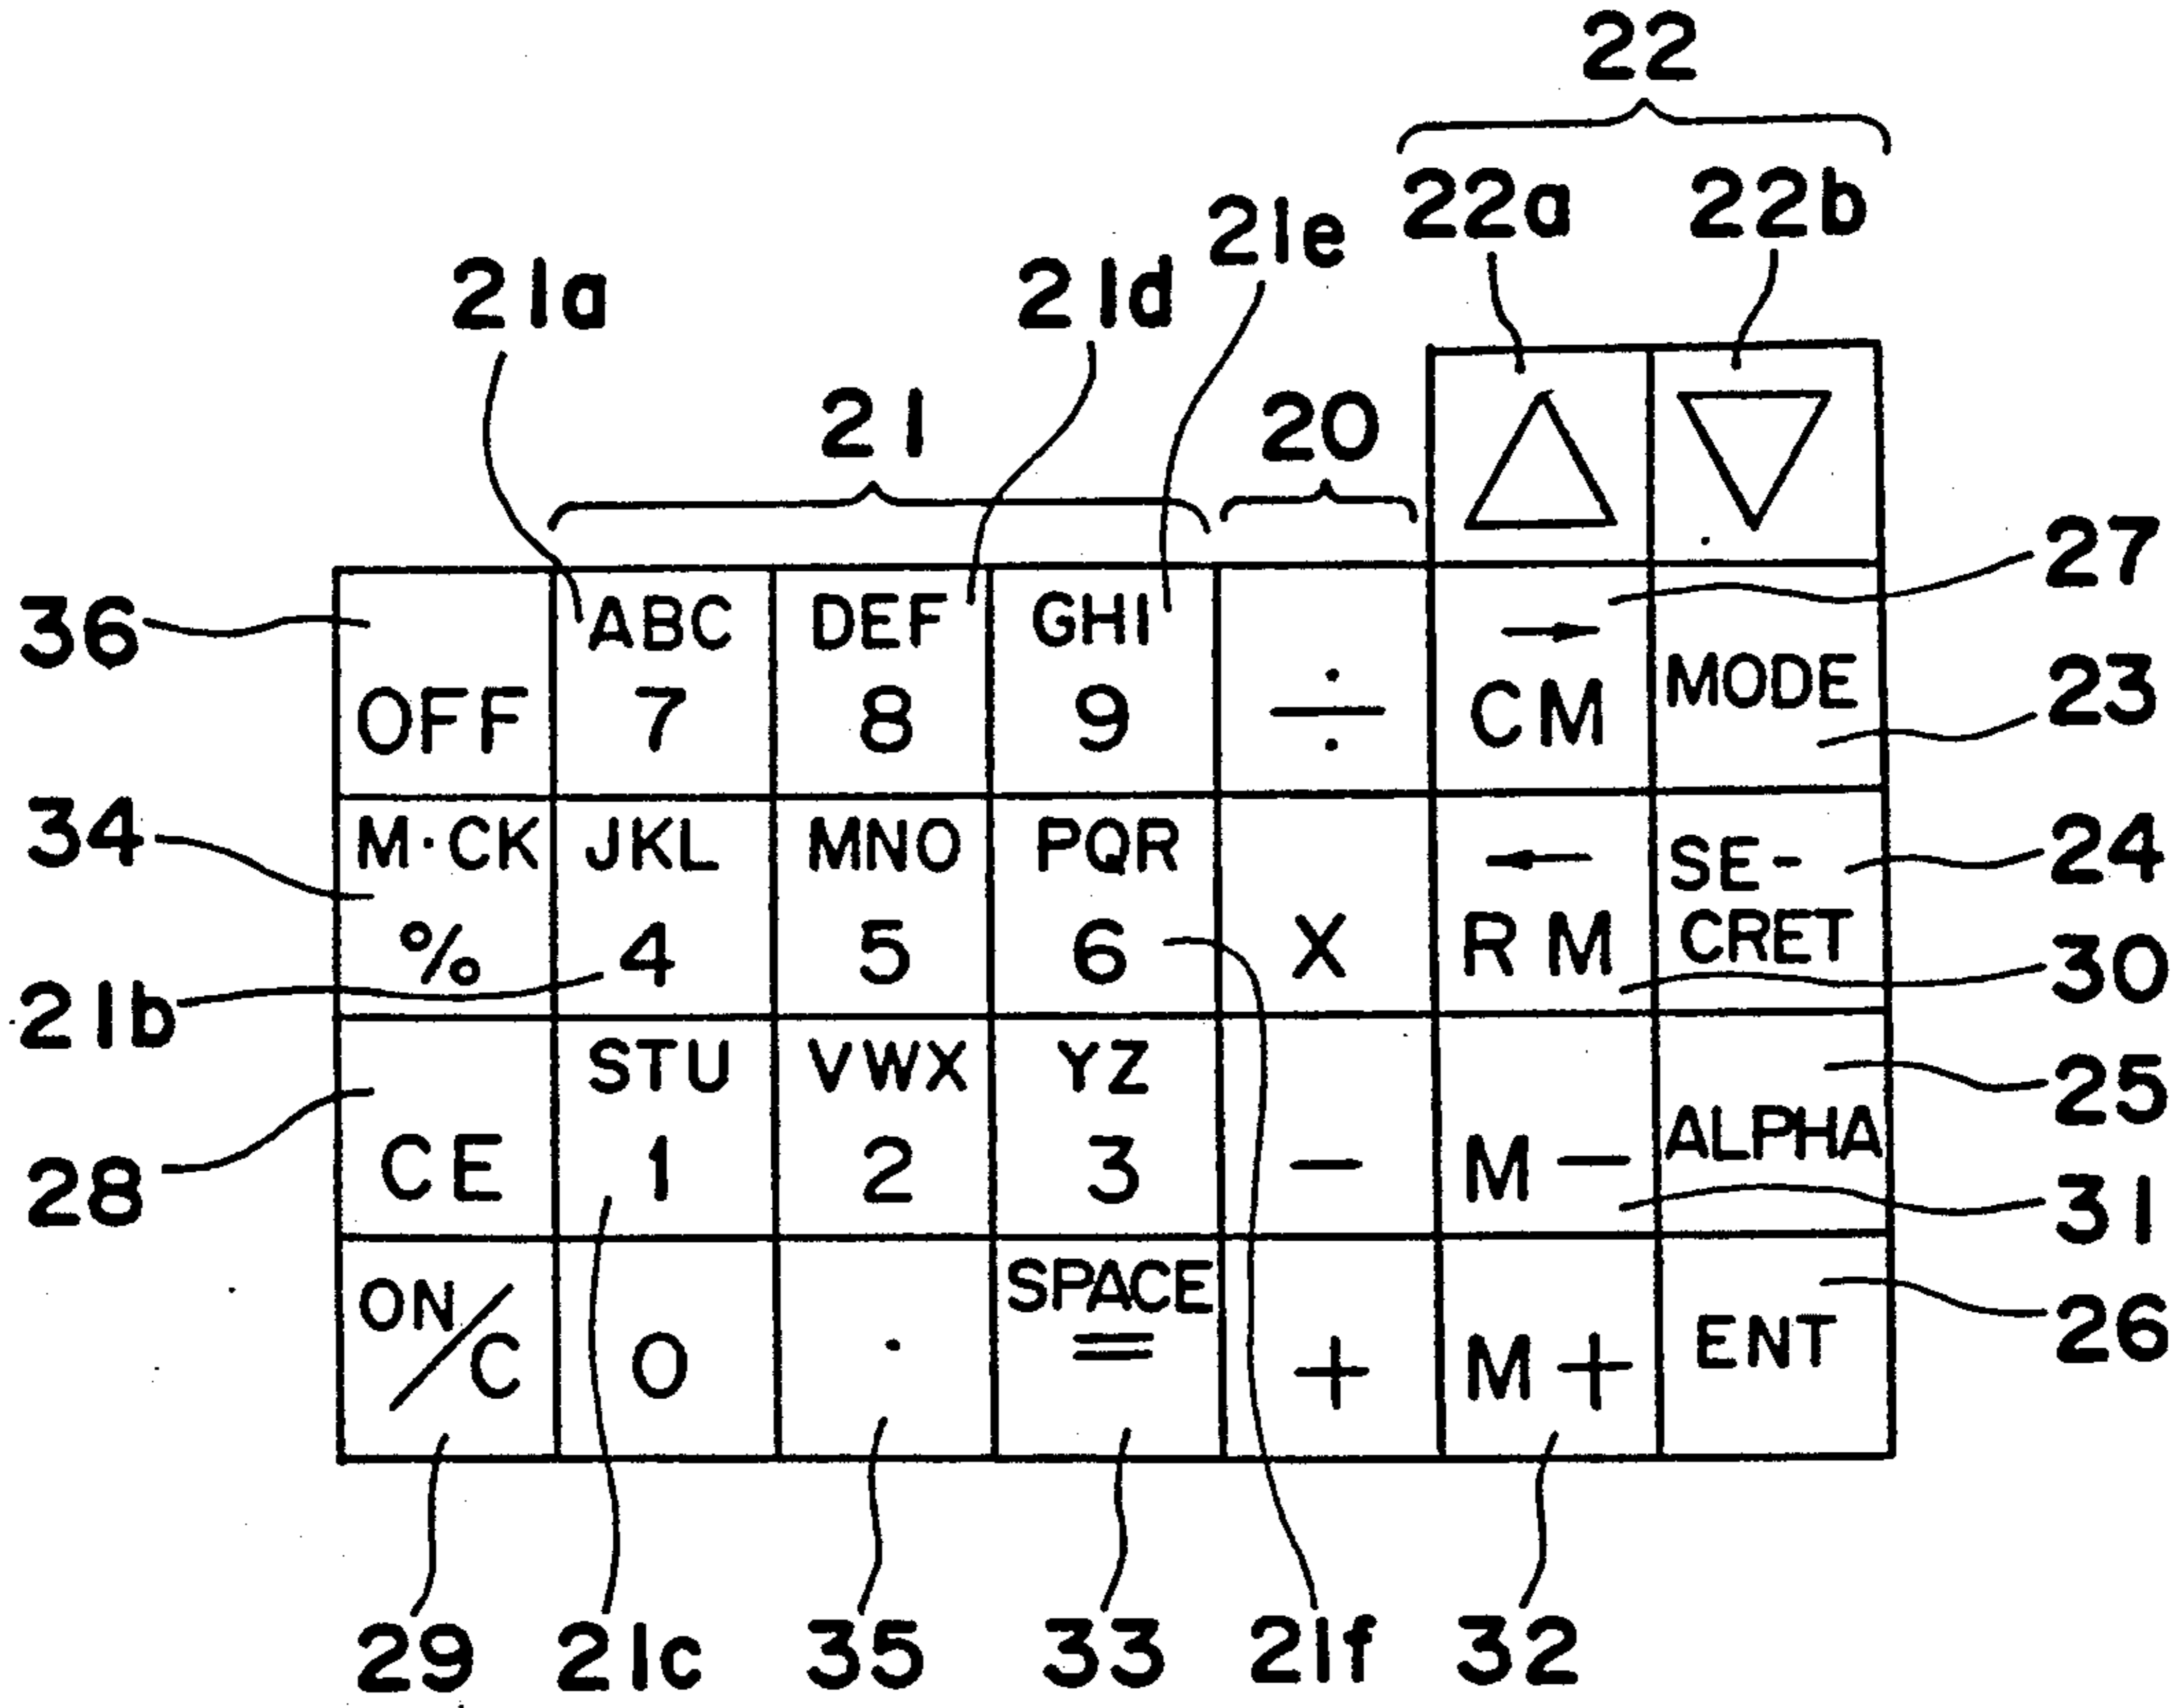 22
22a 22b
21e
21a 21d
21 20
27
36 ABC DEF GHI →
OFF 7 8 9 ÷ CM MODE
23
34 M·CK JKL MNO PQR ← SE-
24
% 4 5 6 X RM CRET
30
21b
STU VWX YZ
25
28 CE 1 2 3 − M− ALPHA
31
ON/C 0 . SPACE = + M+ ENT
26
29 21c 35 33 21f 32